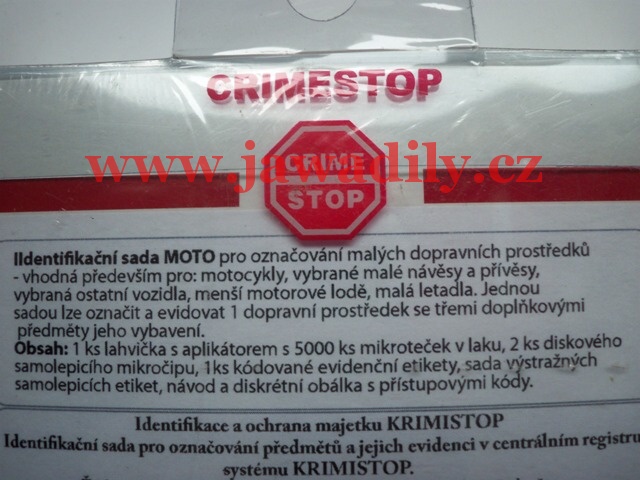 CRIMESTOP
www.jawadily.cz
CRIME
STOP
IIdentifikační sada MOTO pro označování malých dopravních prostředků
- vhodná především pro: motocykly, vybrané malé návěsy a přívěsy,
vybraná ostatní vozidla, menší motorové lodě, malá letadla. Jednou
sadou lze označit a evidovat 1 dopravní prostředek se třemi doplňkovými
předměty jeho vybavení.
Obsah: 1 ks lahvička s aplikátorem s 5000 ks mikroteček v laku, 2 ks diskového
samolepicího mikročipu, 1ks kódované evidenční etikety, sada výstražných
samolepicích etiket, návod a diskrétní obálka s přístupovými kódy.
Identifikace a ochrana majetku KRIMISTOP
Identifikační sada pro označování předmětů a jejich evidenci v centrálním registru
systému KRIMISTOP.